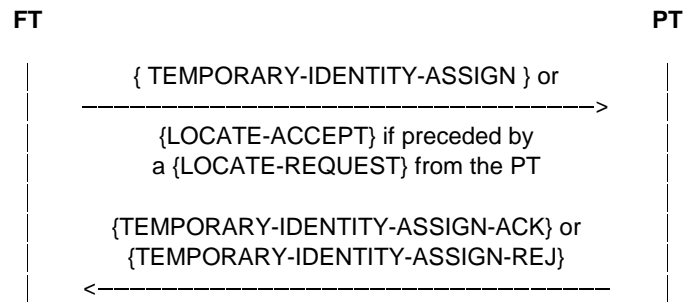 FT PT
{ TEMPORARY-IDENTITY-ASSIGN } or
{LOCATE-ACCEPT} if preceded by
a {LOCATE-REQUEST} from the PT
{TEMPORARY-IDENTITY-ASSIGN-ACK} or
{TEMPORARY-IDENTITY-ASSIGN-REJ}